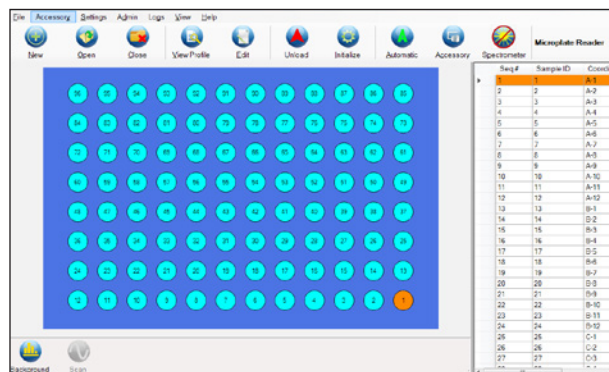 File Accessory Settings Admin Logs View Help
New Open Close View Profile Edit Unload Initialize Automatic Accessory Spectrometer Microplate Reader
96 95 94 93 92 91 90 89 88 87 86 85
84 83 82 81 80 79 78 77 76 75 74 73
72 71 70 69 68 67 66 65 64 63 62 61
60 59 58 57 56 55 54 53 52 51 50 49
48 47 46 45 44 43 42 41 40 39 38 37
36 35 34 33 32 31 30 29 28 27 26 25
24 23 22 21 20 19 18 17 16 15 14 13
12 11 10 9 8 7 6 5 4 3 2 1
Background Scan
Seq # Sample ID Coordi
1 1 A-1
2 2 A-2
3 3 A-3
4 4 A-4
5 5 A-5
6 6 A-6
7 7 A-7
8 8 A-8
9 9 A-9
10 10 A-10
11 11 A-11
12 12 A-12
13 13 B-1
14 14 B-2
15 15 B-3
16 16 B-4
17 17 B-5
18 18 B-6
19 19 B-7
20 20 B-8
21 21 B-9
22 22 B-10
23 23 B-11
24 24 B-12
25 25 C-1
26 26 C-2
27 27 C-3